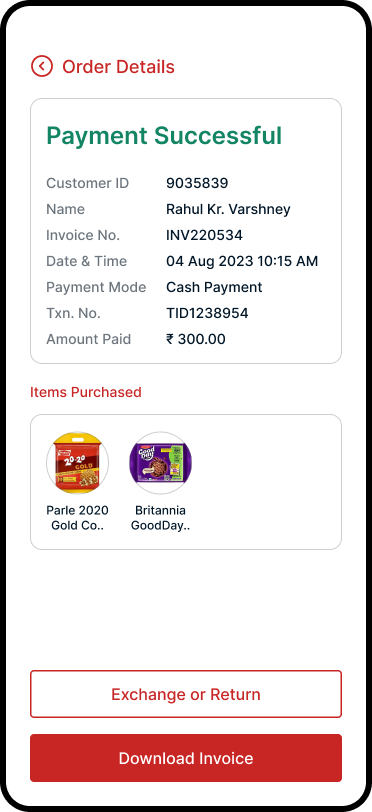 Order Details
Payment Successful
Customer ID 9035839
Name Rahul Kr. Varshney
Invoice No. INV220534
Date & Time 04 Aug 2023 10:15 AM
Payment Mode Cash Payment
Txn. No. TID1238954
Amount Paid ₹ 300.00
Items Purchased
20-20
GOLD
Good
Day
Parle 2020
Gold Co..
Britannia
GoodDay..
Exchange or Return
Download Invoice